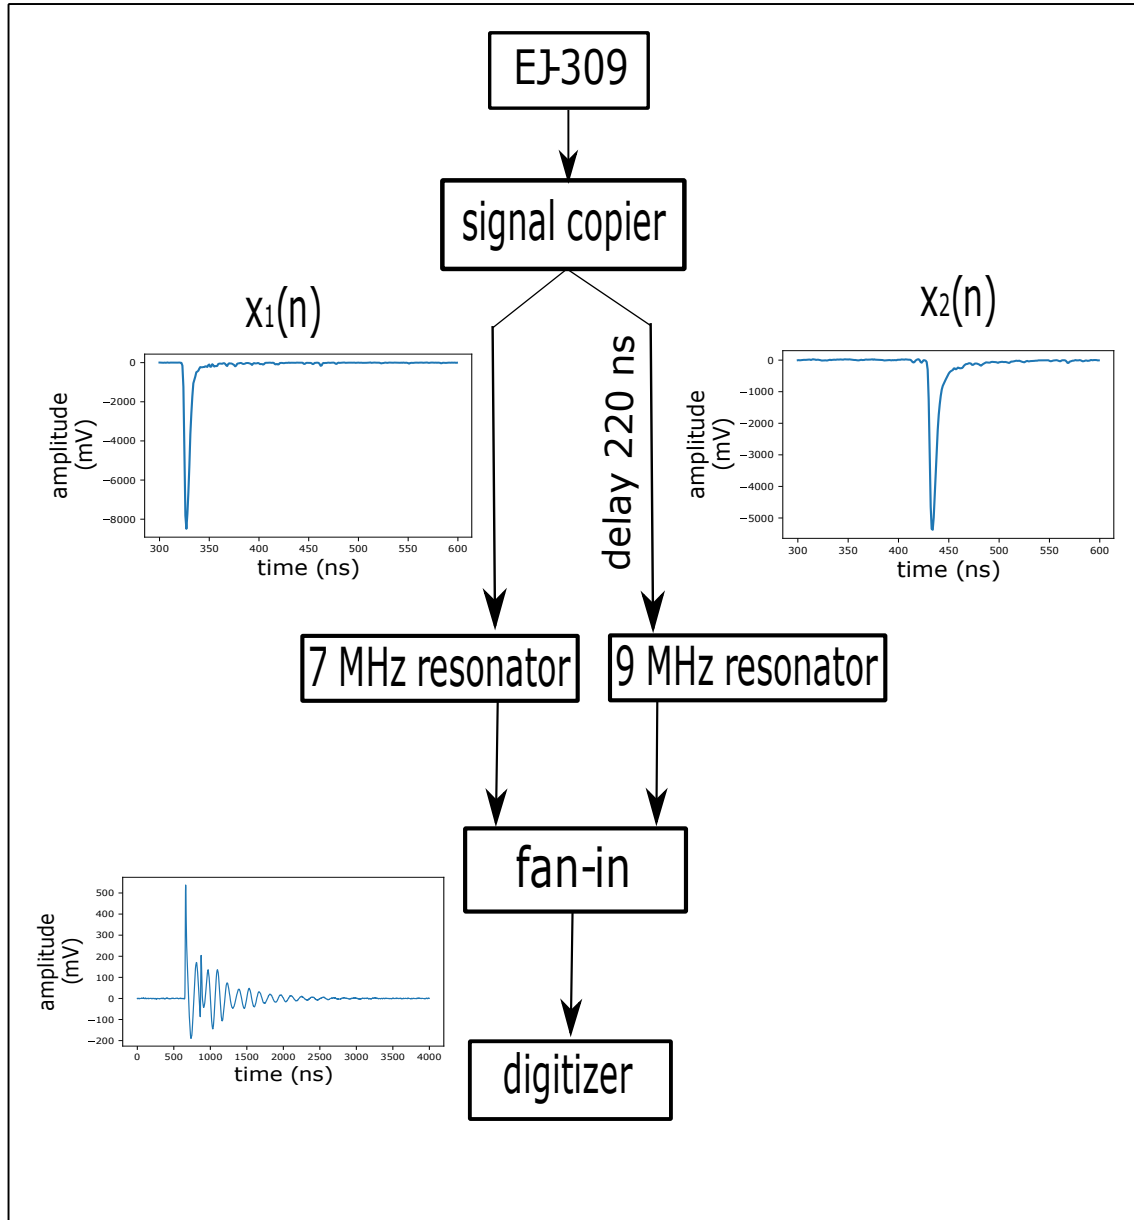 EJ-309
signal copier
x1(n)
x2(n)
0
−2000
−4000
−6000
−8000
amplitude
(mV)
300 350 400 450 500 550 600
time (ns)
delay 220 ns
0
−1000
−2000
−3000
−4000
−5000
amplitude
(mV)
300 350 400 450 500 550 600
time (ns)
7 MHz resonator
9 MHz resonator
fan-in
500
400
300
200
100
0
−100
−200
amplitude
(mV)
0 500 1000 1500 2000 2500 3000 3500 4000
time (ns)
digitizer